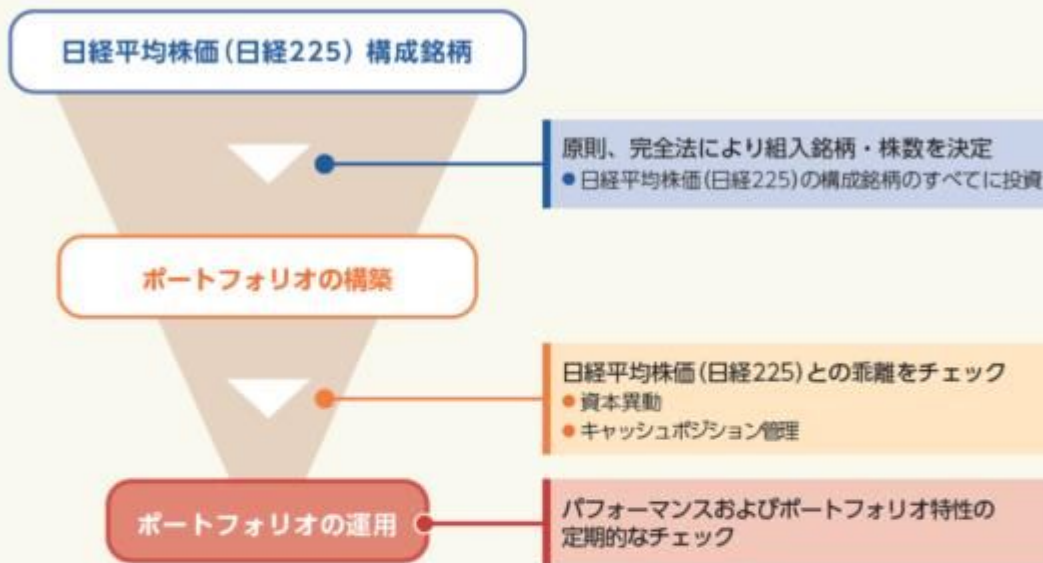 日経平均株価(日経225) 構成銘柄
原則、完全法により組入銘柄・株数を決定
●日経平均株価(日経225)の構成銘柄のすべてに投資
ポートフォリオの構築
日経平均株価(日経225)との乖離をチェック
●資本異動
●キャッシュポジション管理
ポートフォリオの運用
パフォーマンスおよびポートフォリオ特性の
定期的なチェック